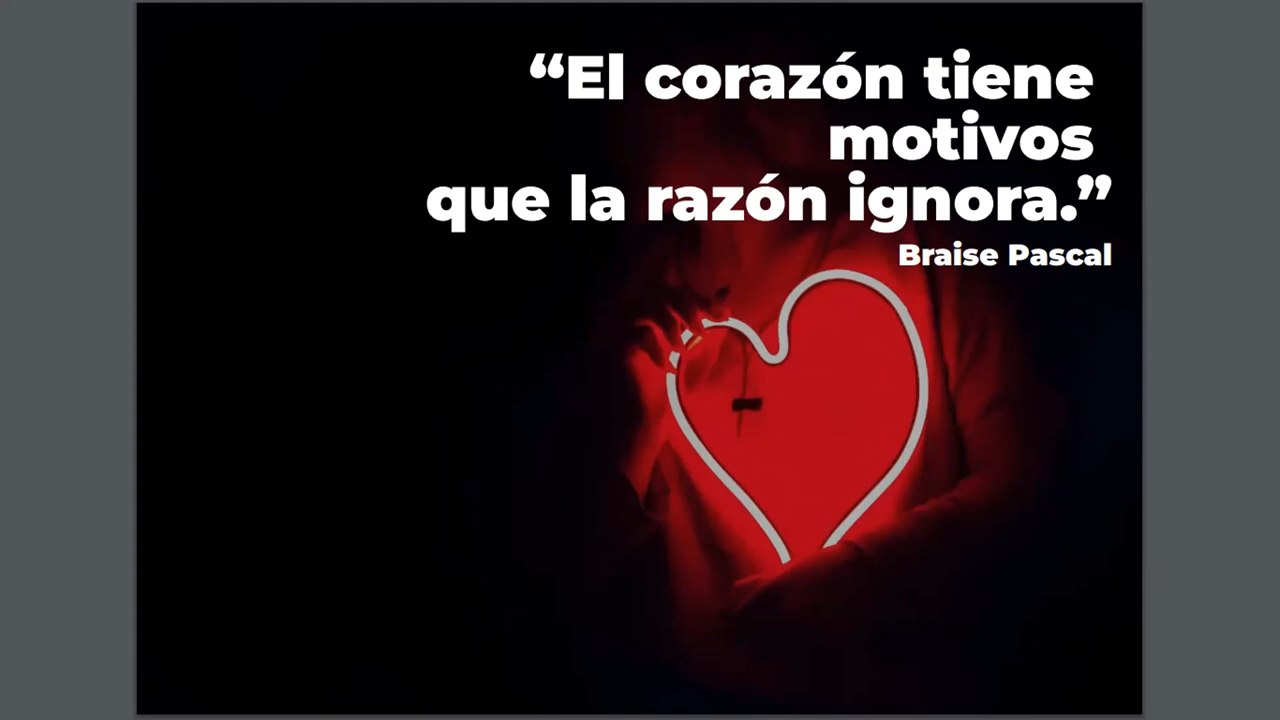 “El corazón tiene
motivos
que la razón ignora.”
Braise Pascal